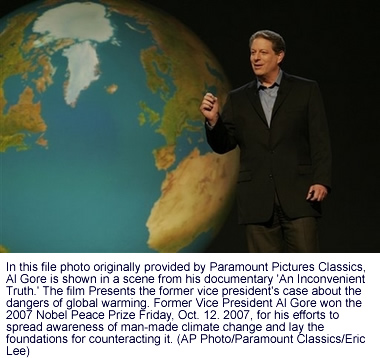 In this file photo originally provided by Paramount Pictures Classics,
Al Gore is shown in a scene from his documentary 'An Inconvenient
Truth.' The film Presents the former vice president's case about the
dangers of global warming. Former Vice President Al Gore won the
2007 Nobel Peace Prize Friday, Oct. 12. 2007, for his efforts to
spread awareness of man-made climate change and lay the
foundations for counteracting it. (AP Photo/Paramount Classics/Eric
Lee)